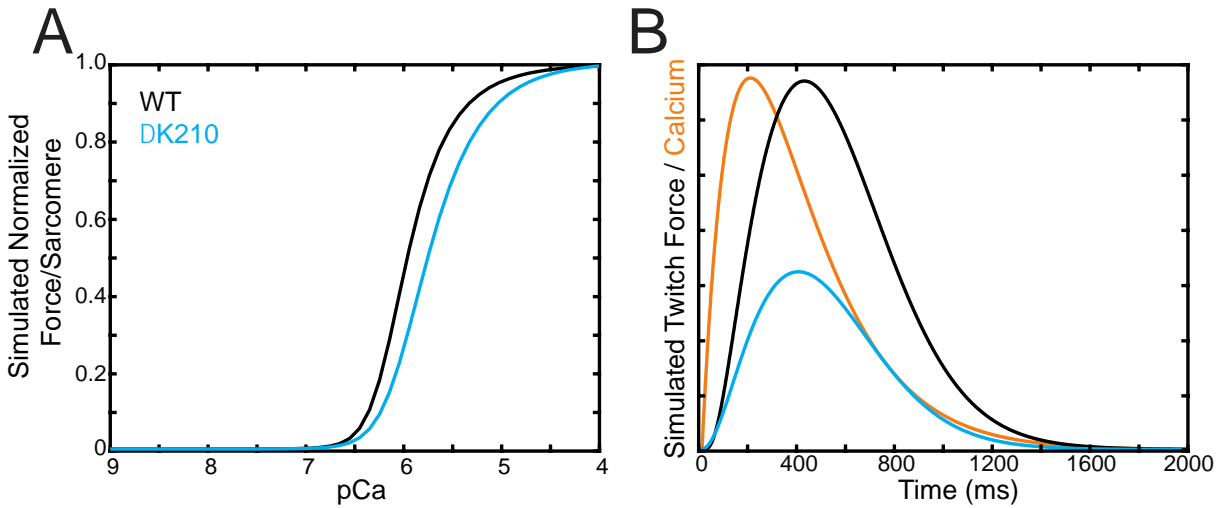 A
Simulated Normalized
Force/Sarcomere
1.0
0.8
0.6
0.4
0.2
0
WT
DK210
9 8 7 6 5 4
pCa
B
Simulated Twitch Force / Calcium
0 400 800 1200 1600 2000
Time (ms)